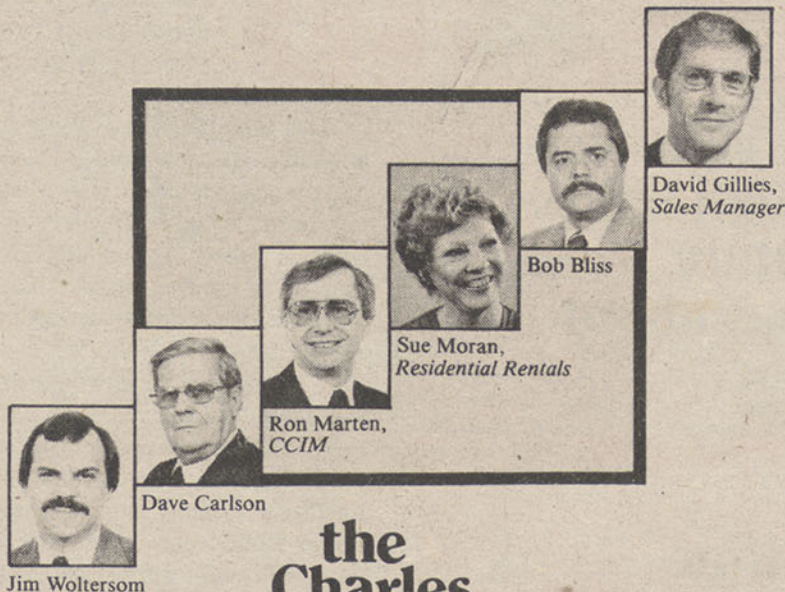 David Gillies,
Sales Manager
Bob Bliss
Sue Moran,
Residential Rentals
Ron Marten,
CCIM
Dave Carlson
Jim Woltersom
the
Charles